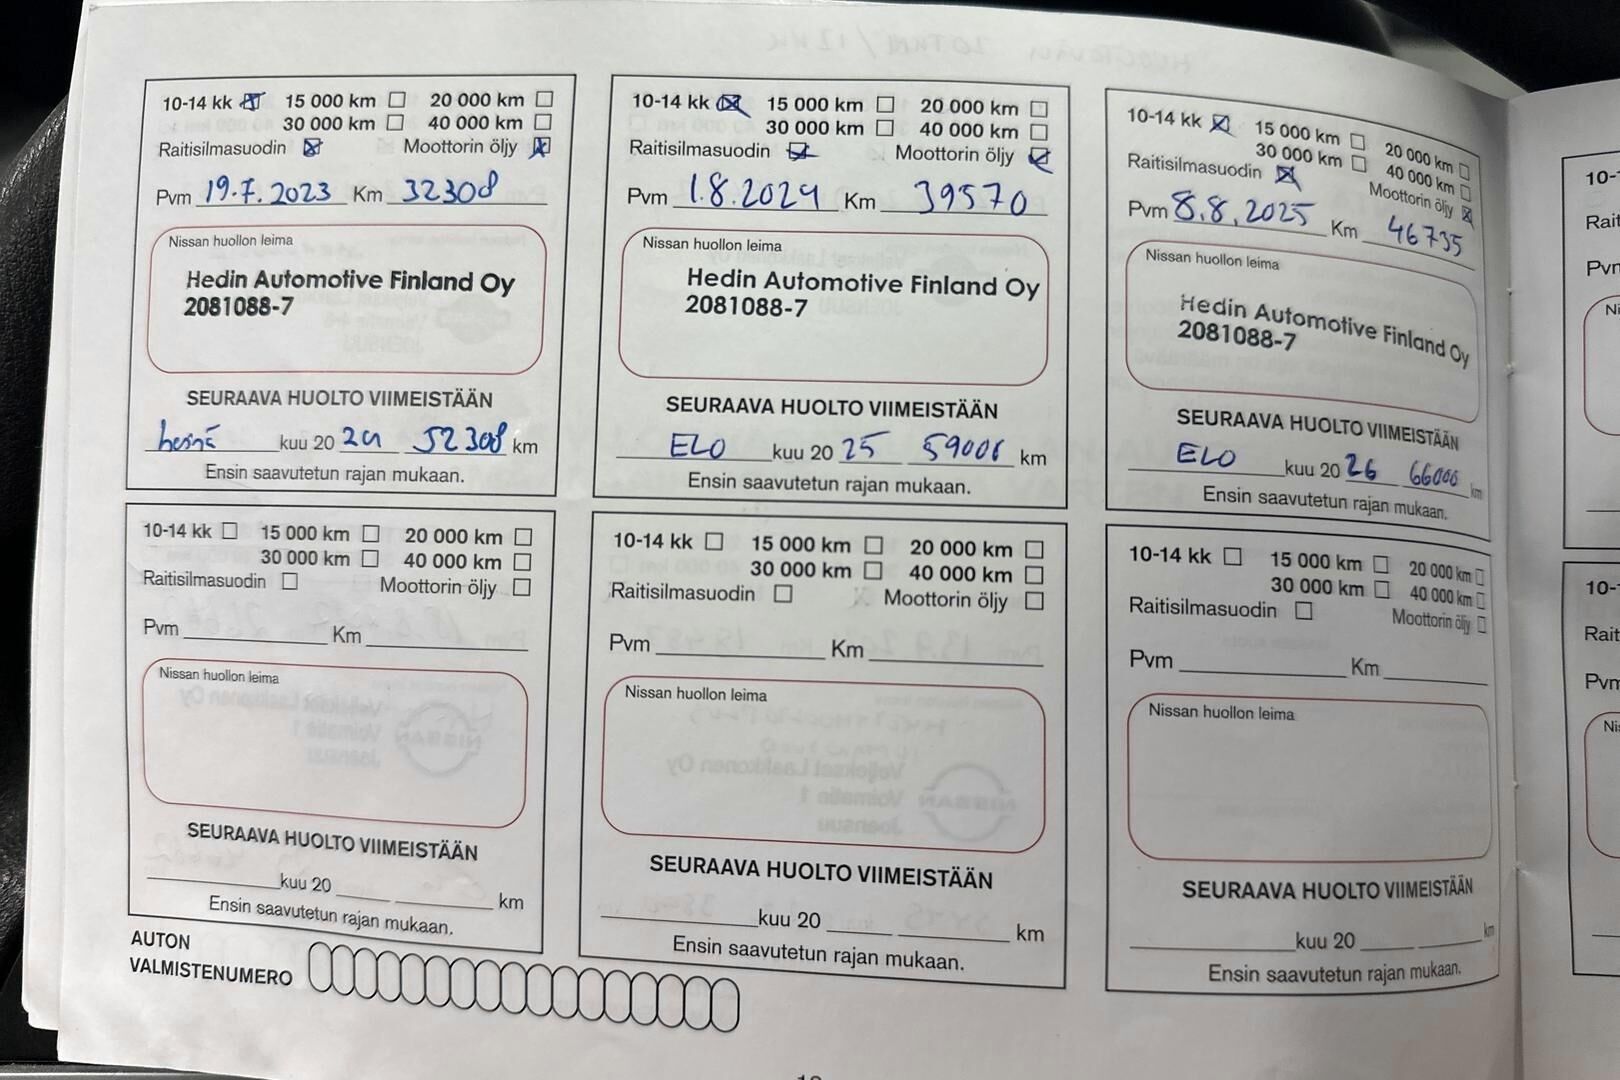 10-14 kk 15 000 km 20 000 km
30 000 km 40 000 km
Raitisilmasuodin Moottorin öljy
Pvm 19.7.2023 Km 32308
Nissan huollon leima
Hedin Automotive Finland Oy
2081088-7
SEURAAVA HUOLTO VIIMEISTÄÄN
heinä kuu 20 24 52308 km
Ensin saavutetun rajan mukaan.
10-14 kk 15 000 km 20 000 km
30 000 km 40 000 km
Raitisilmasuodin Moottorin öljy
Pvm 1.8.2024 Km 39570
Nissan huollon leima
Hedin Automotive Finland Oy
2081088-7
SEURAAVA HUOLTO VIIMEISTÄÄN
ELO kuu 20 25 59000 km
Ensin saavutetun rajan mukaan.
10-14 kk 15 000 km 20 000 km
30 000 km 40 000 km
Raitisilmasuodin Moottorin öljy
Pvm 8.8.2025 Km 46735
Nissan huollon leima
Hedin Automotive Finland Oy
2081088-7
SEURAAVA HUOLTO VIIMEISTÄÄN
ELO kuu 20 26 66000 km
Ensin saavutetun rajan mukaan.
10-14 kk 15 000 km 20 000 km
30 000 km 40 000 km
Raitisilmasuodin Moottorin öljy
Pvm Km
Nissan huollon leima
SEURAAVA HUOLTO VIIMEISTÄÄN
kuu 20 km
Ensin saavutetun rajan mukaan.
10-14 kk 15 000 km 20 000 km
30 000 km 40 000 km
Raitisilmasuodin Moottorin öljy
Pvm Km
Nissan huollon leima
SEURAAVA HUOLTO VIIMEISTÄÄN
kuu 20 km
Ensin saavutetun rajan mukaan.
10-14 kk 15 000 km 20 000 km
30 000 km 40 000 km
Raitisilmasuodin Moottorin öljy
Pvm Km
Nissan huollon leima
SEURAAVA HUOLTO VIIMEISTÄÄN
kuu 20 km
Ensin saavutetun rajan mukaan.
AUTON
VALMISTENUMERO